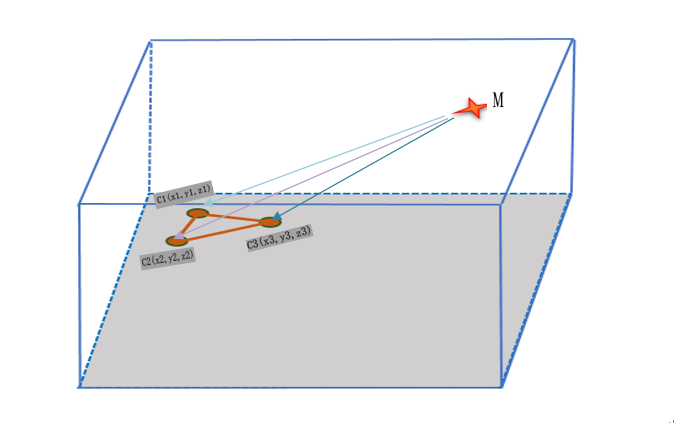 M
C1(x1, y1, z1)
C3(x3, y3, z3)
C2(x2, y2, z2)